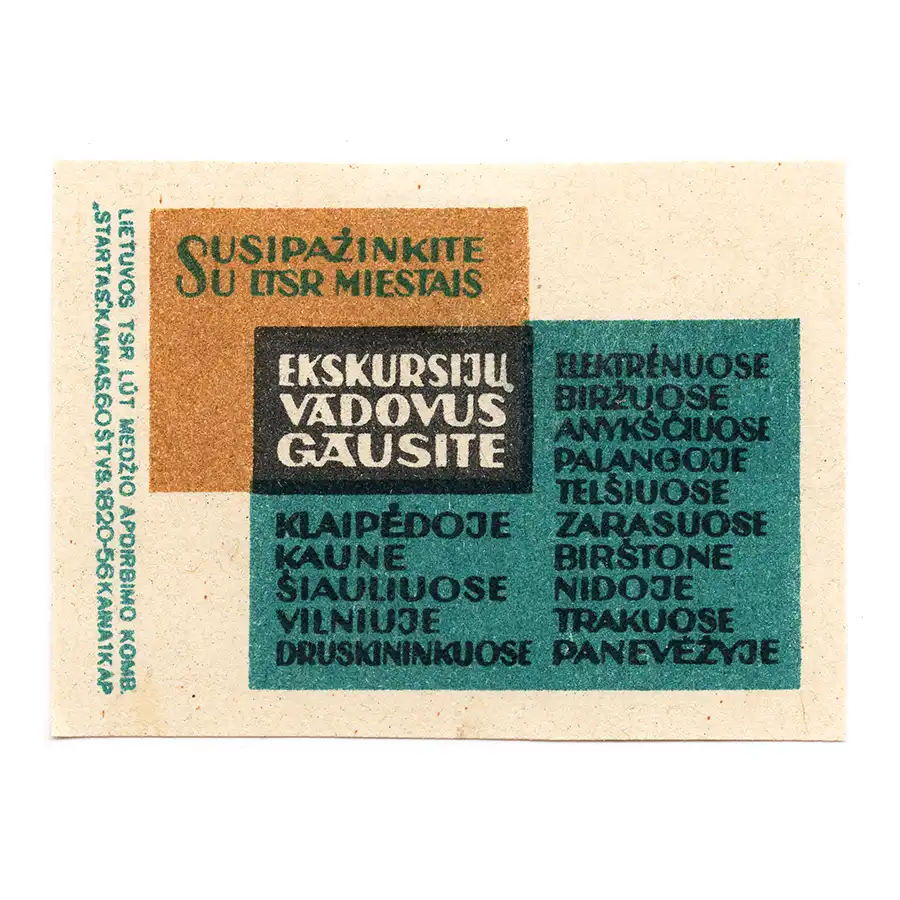 LIETUVOS TSR LŪT MEDŽIO APDIRBIMO KOMB.
„STARTAS“, KAUNAS. 60 ŠT VŠ. 1820-56 KAINA 1 KAP
SUSIPAŽINKITE
SU LTSR MIESTAIS
EKSKURSIJŲ
VADOVUS
GAUSITE
KLAIPĖDOJE
KAUNE
ŠIAULIUOSE
VILNIUJE
DRUSKININKUOSE
ELEKTRĖNUOSE
BIRŽUOSE
ANYKŠČIUOSE
PALANGOJE
TELŠIUOSE
ZARASUOSE
BIRŠTONE
NIDOJE
TRAKUOSE
PANEVĖŽYJE